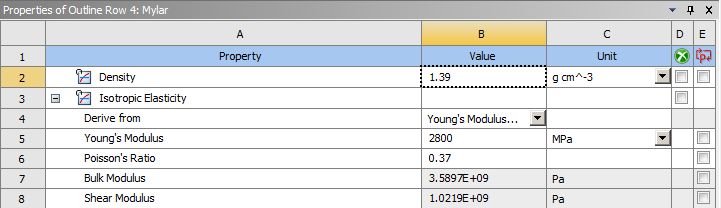 Properties of Outline Row 4: Mylar
A B C D E
1 Property Value Unit
2 Density 1.39 g cm^-3
3 Isotropic Elasticity
4 Derive from Young's Modulus...
5 Young's Modulus 2800 MPa
6 Poisson's Ratio 0.37
7 Bulk Modulus 3.5897E+09 Pa
8 Shear Modulus 1.0219E+09 Pa